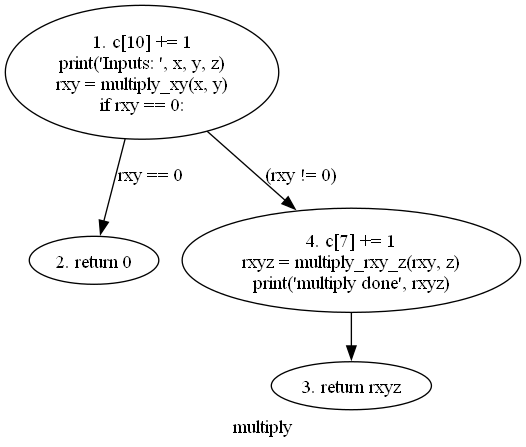 1. c[10] += 1
print('Inputs: ', x, y, z)
rxy = multiply_xy(x, y)
if rxy == 0:
rxy == 0
(rxy != 0)
2. return 0
4. c[7] += 1
rxyz = multiply_rxy_z(rxy, z)
print('multiply done', rxyz)
3. return rxyz
multiply